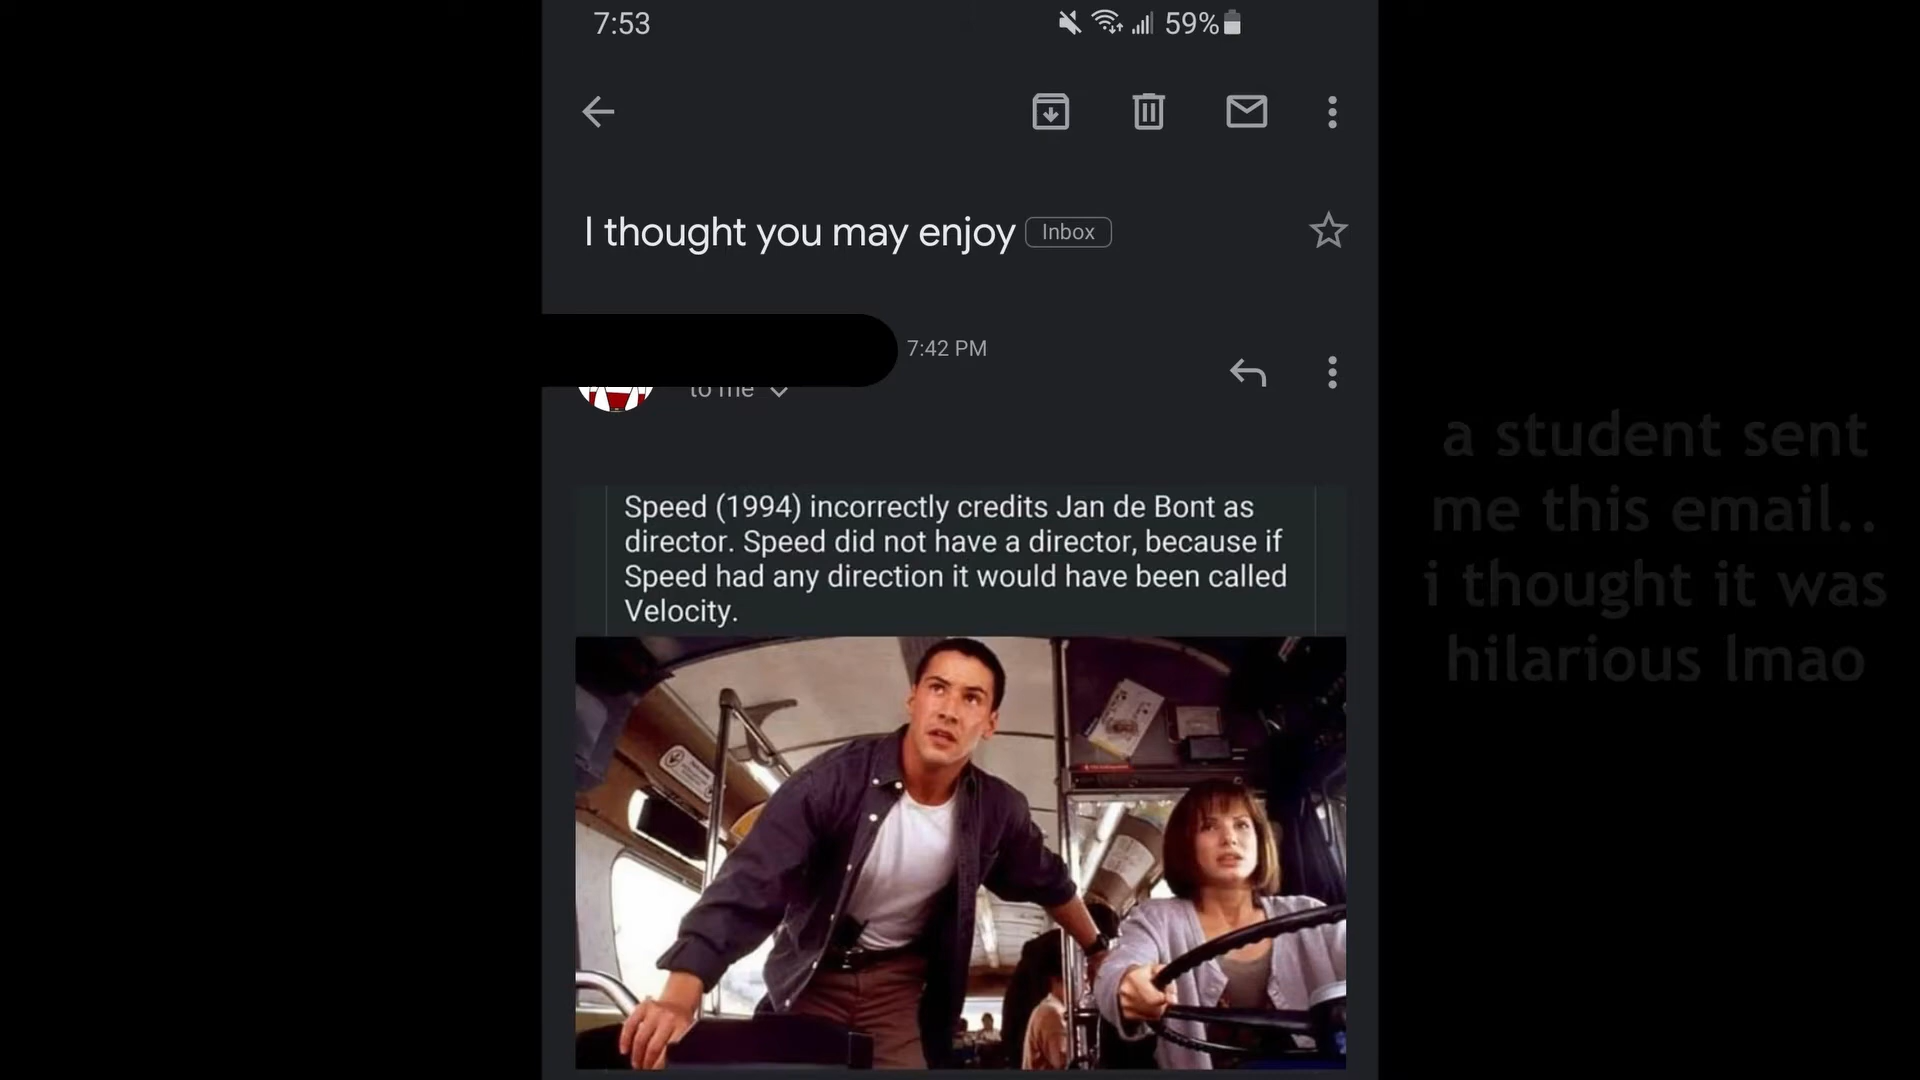 7:53
59%
I thought you may enjoy
Inbox
7:42 PM
to me
Speed (1994) incorrectly credits Jan de Bont as
director. Speed did not have a director, because if
Speed had any direction it would have been called
Velocity.
a student sent
me this email..
i thought it was
hilarious lmao